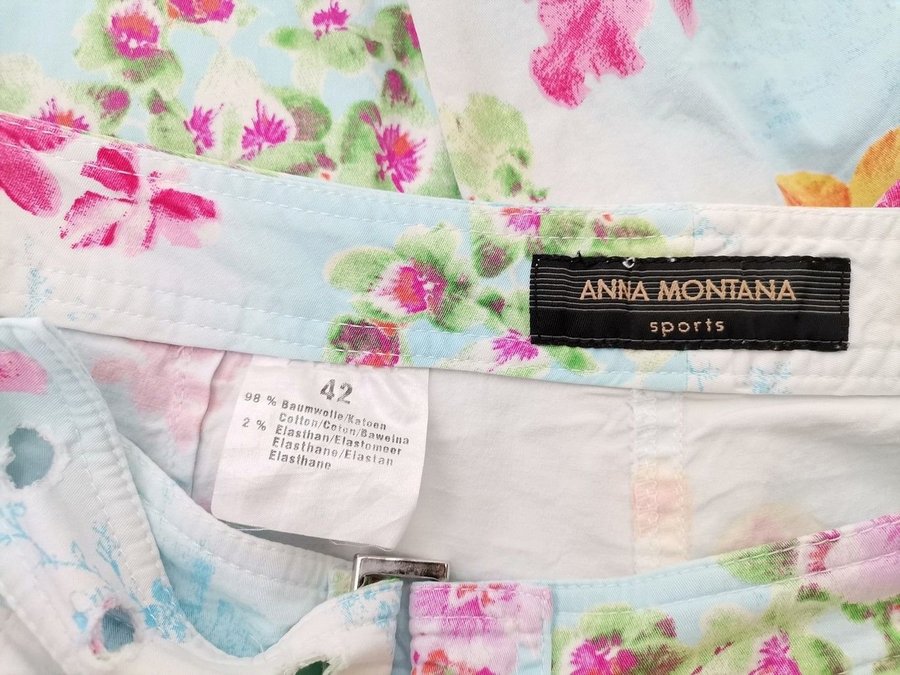 ANNA MONTANA
sports
42
98 % Baumwolle/Katoen
Cotton/Coton/Bawelna
2 % Elasthan/Elastomeer
Elasthane/Elastan
Elasthane